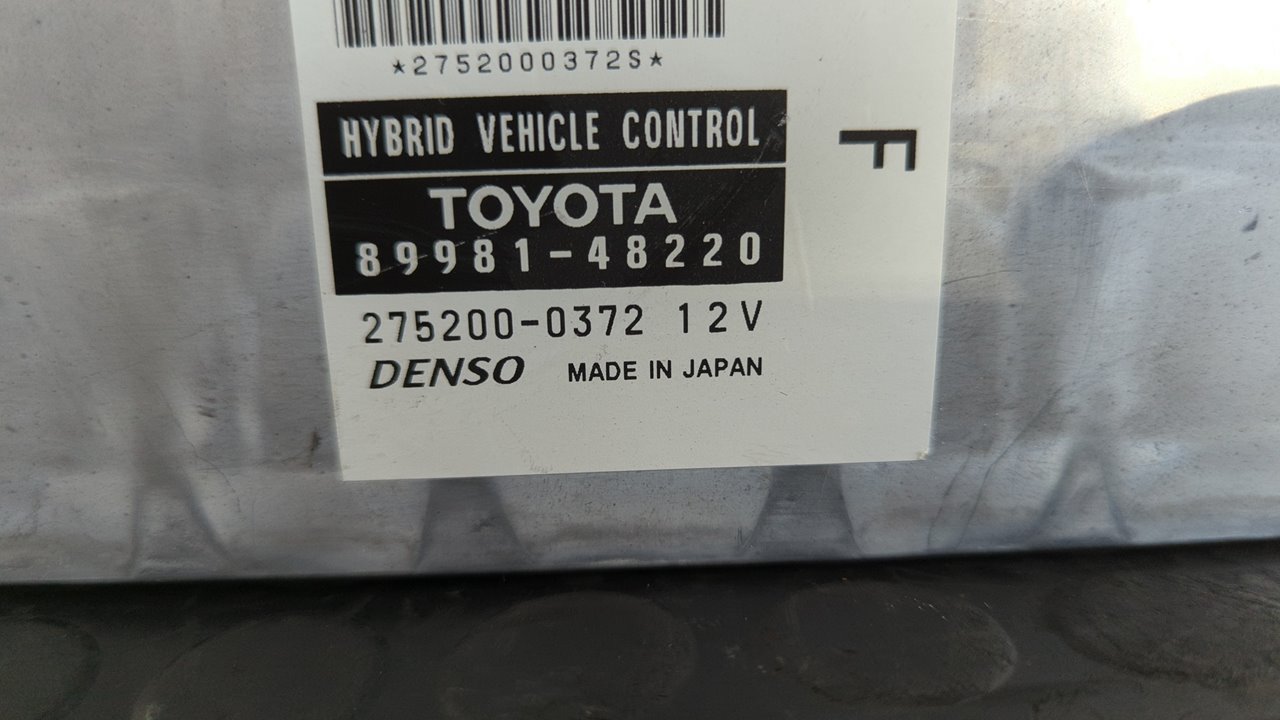 *2752000372S*
HYBRID VEHICLE CONTROL
F
TOYOTA
89981-48220
275200-0372 12V
DENSO MADE IN JAPAN